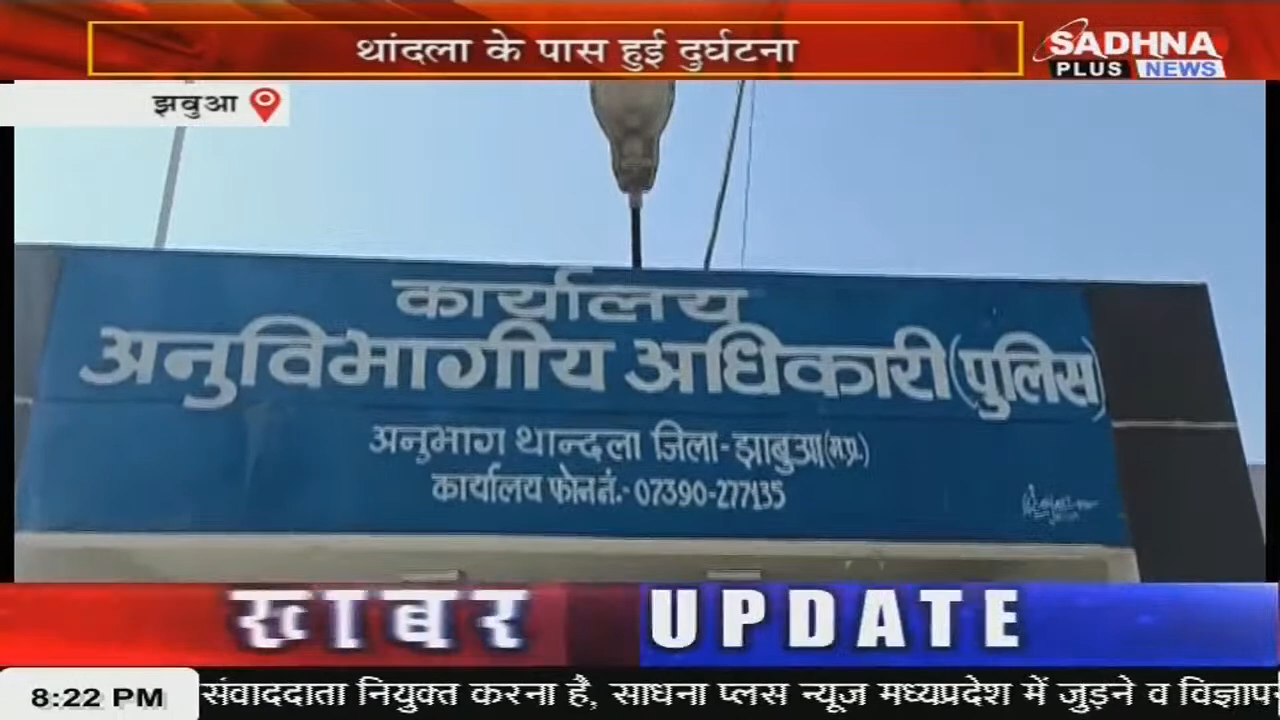 थांदला के पास हुई दुर्घटना
SADHNA
PLUS NEWS
झबुआ
कार्यालय
अनुविभागीय अधिकारी (पुलिस)
अनुभाग थान्दला जिला-झाबुआ(म.प्र.)
कार्यालय फोन नं.- 07390-277135
खबर UPDATE
8:22 PM
संवाददाता नियुक्त करना हैं, साधना प्लस न्यूज मध्यप्रदेश में जुड़ने व